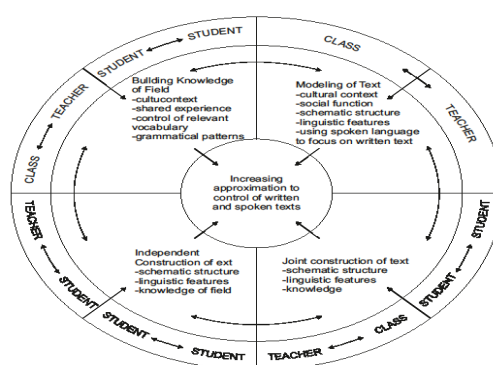 STUDENT
STUDENT
TEACHER
CLASS
CLASS
TEACHER
Building Knowledge
of Field
-cultucontext
-shared experience
-control of relevant
vocabulary
-grammatical patterns
Modeling of Text
-cultural context
-social function
-schematic structure
-linguistic features
-using spoken language
to focus on written text
Increasing
approximation to
control of written
and spoken texts
Independent
Construction of ext
-schematic structure
-linguistic features
-knowledge of field
Joint construction of text
-schematic structure
-linguistic features
-knowledge
TEACHER
STUDENT
STUDENT
STUDENT
TEACHER
CLASS
STUDENT
STUDENT